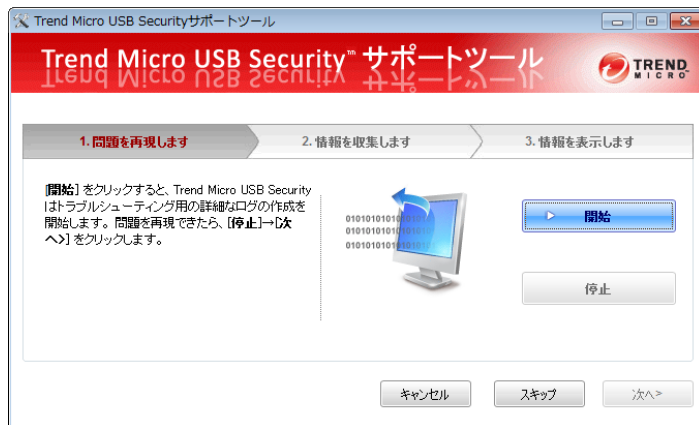 Trend Micro USB Securityサポートツール
Trend Micro USB Security™ サポートツール
TREND
MICRO
1. 問題を再現します
2. 情報を収集します
3. 情報を表示します
[開始] をクリックすると、Trend Micro USB Security
はトラブルシューティング用の詳細なログの作成を
開始します。問題を再現できたら、[停止]→[次
へ>] をクリックします。
010101010101010101
010101010101010101
010101010101010101
開始
停止
キャンセル
スキップ
次へ>